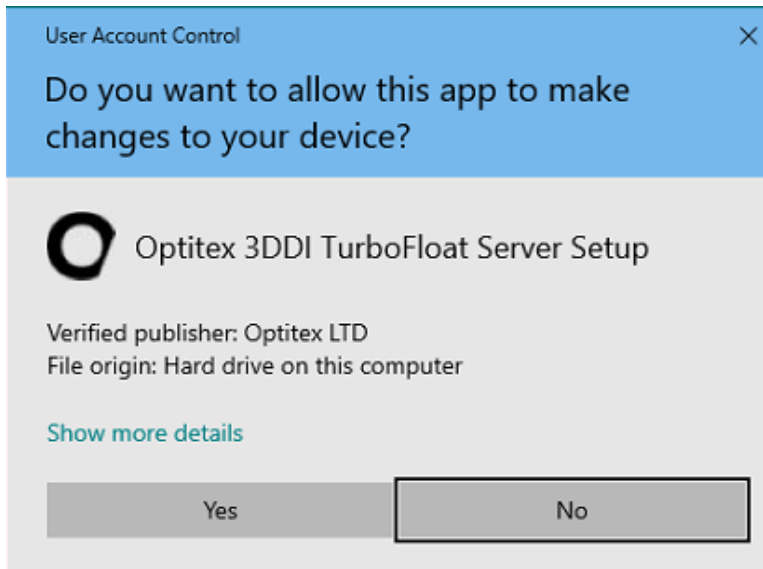 User Account Control
Do you want to allow this app to make
changes to your device?
Optitex 3DDI TurboFloat Server Setup
Verified publisher: Optitex LTD
File origin: Hard drive on this computer
Show more details
Yes
No